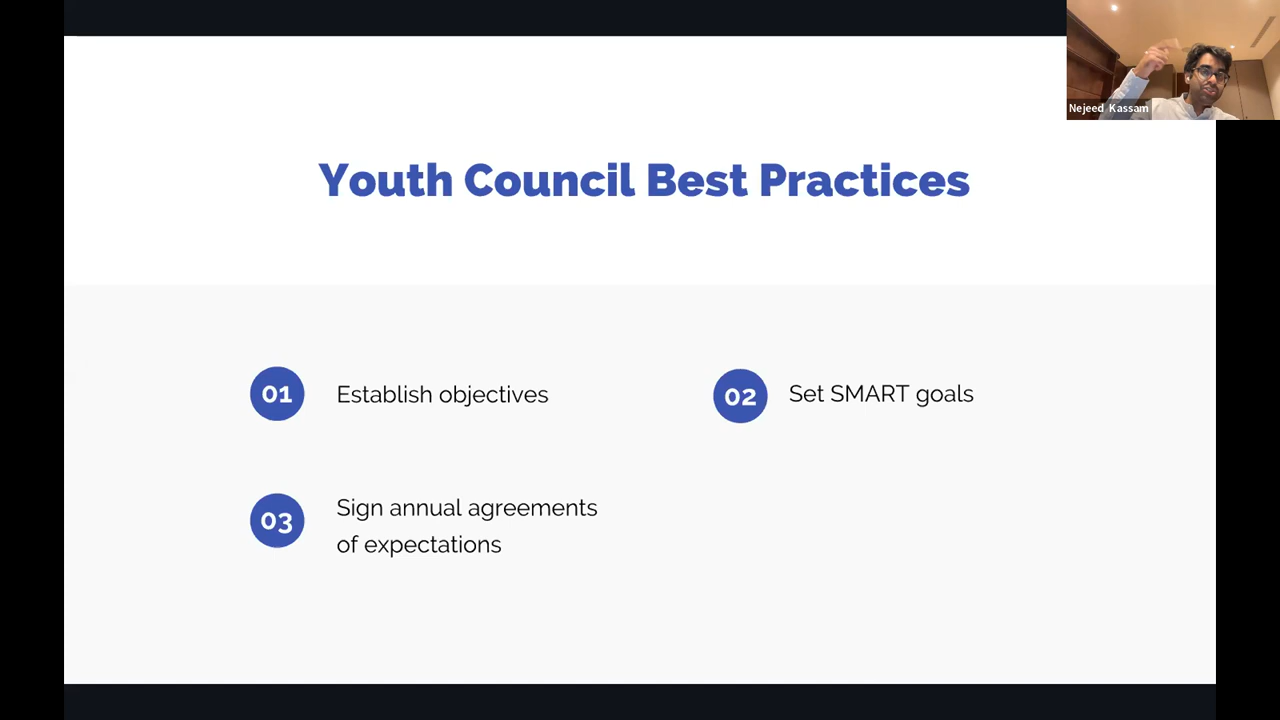 Nejeed Kassam
Youth Council Best Practices
01
Establish objectives
02
Set SMART goals
03
Sign annual agreements
of expectations